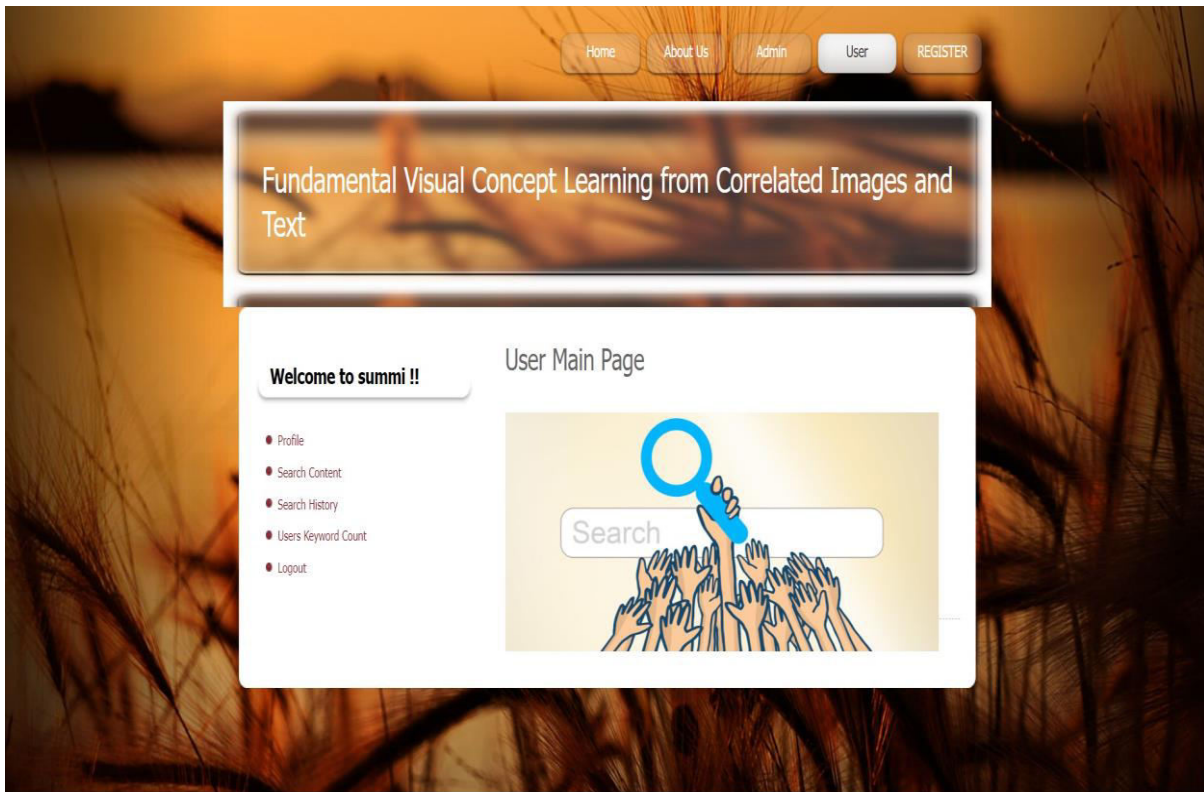 Home About Us Admin User REGISTER
Fundamental Visual Concept Learning from Correlated Images and
Text
Welcome to summi !!
Profile
Search Content
Search History
Users Keyword Count
Logout
User Main Page
Search